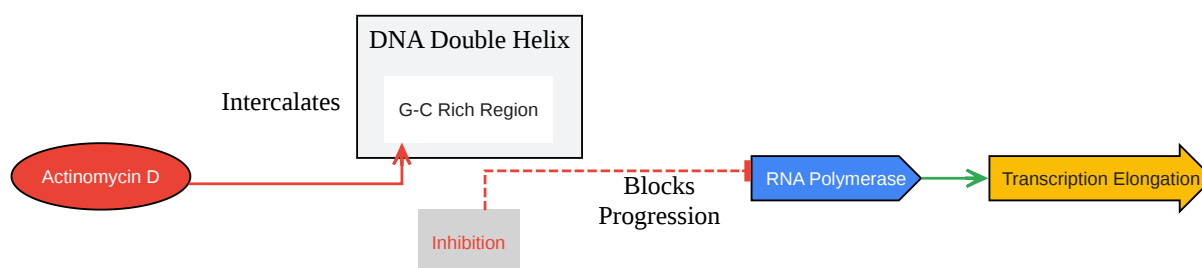 DNA Double Helix
Intercalates
G-C Rich Region
Actinomycin D
RNA Polymerase
Transcription Elongation
Blocks
Progression
Inhibition